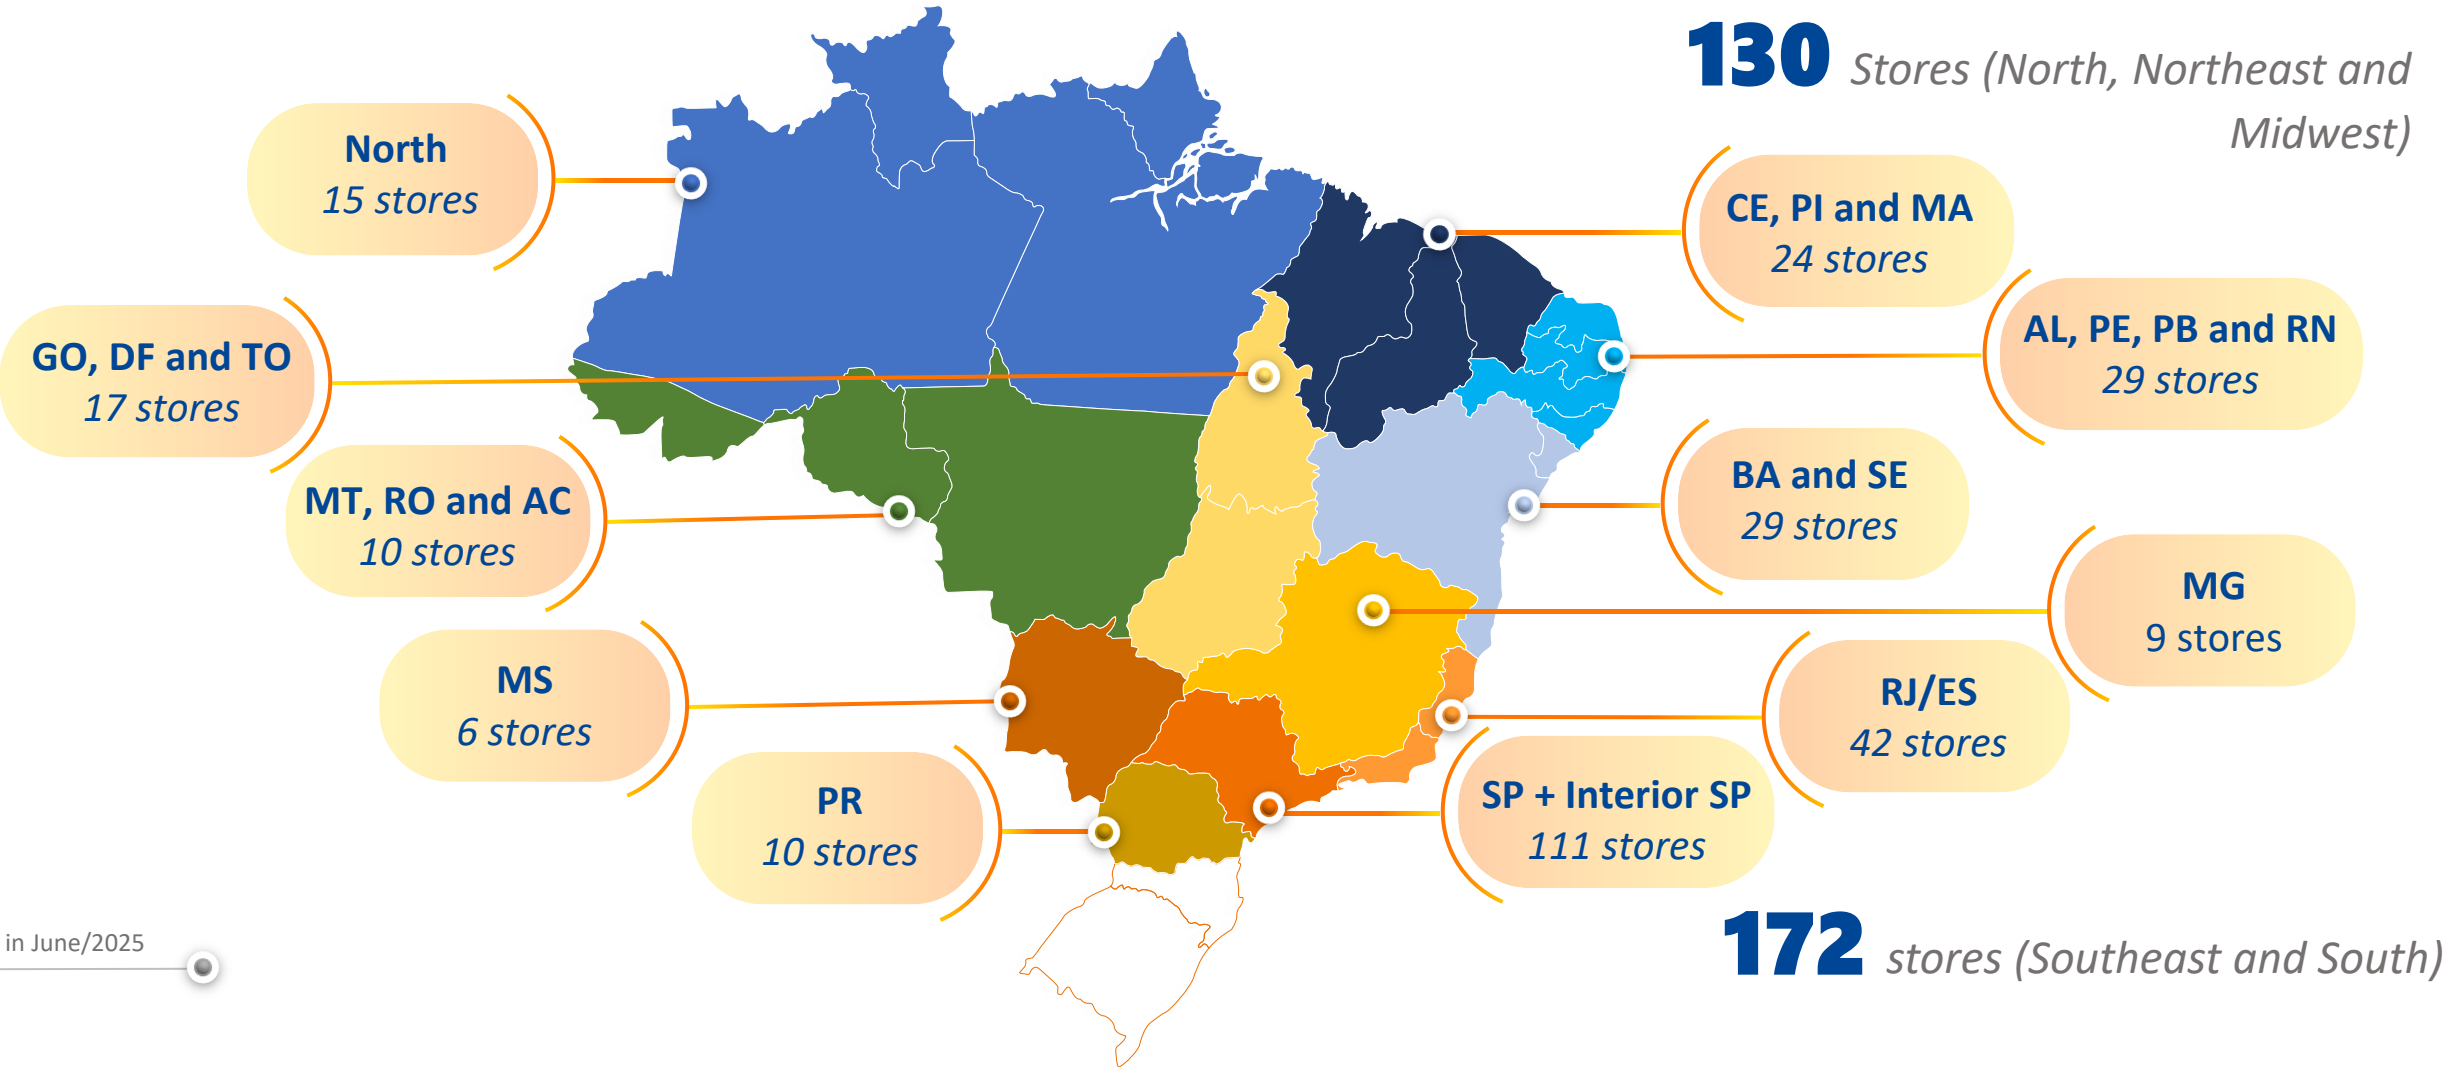 130 Stores (North, Northeast and
Midwest)
North
15 stores
CE, PI and MA
24 stores
GO, DF and TO
17 stores
AL, PE, PB and RN
29 stores
MT, RO and AC
10 stores
BA and SE
29 stores
MG
9 stores
MS
6 stores
RJ/ES
42 stores
PR
10 stores
SP + Interior SP
111 stores
in June/2025
172 stores (Southeast and South)